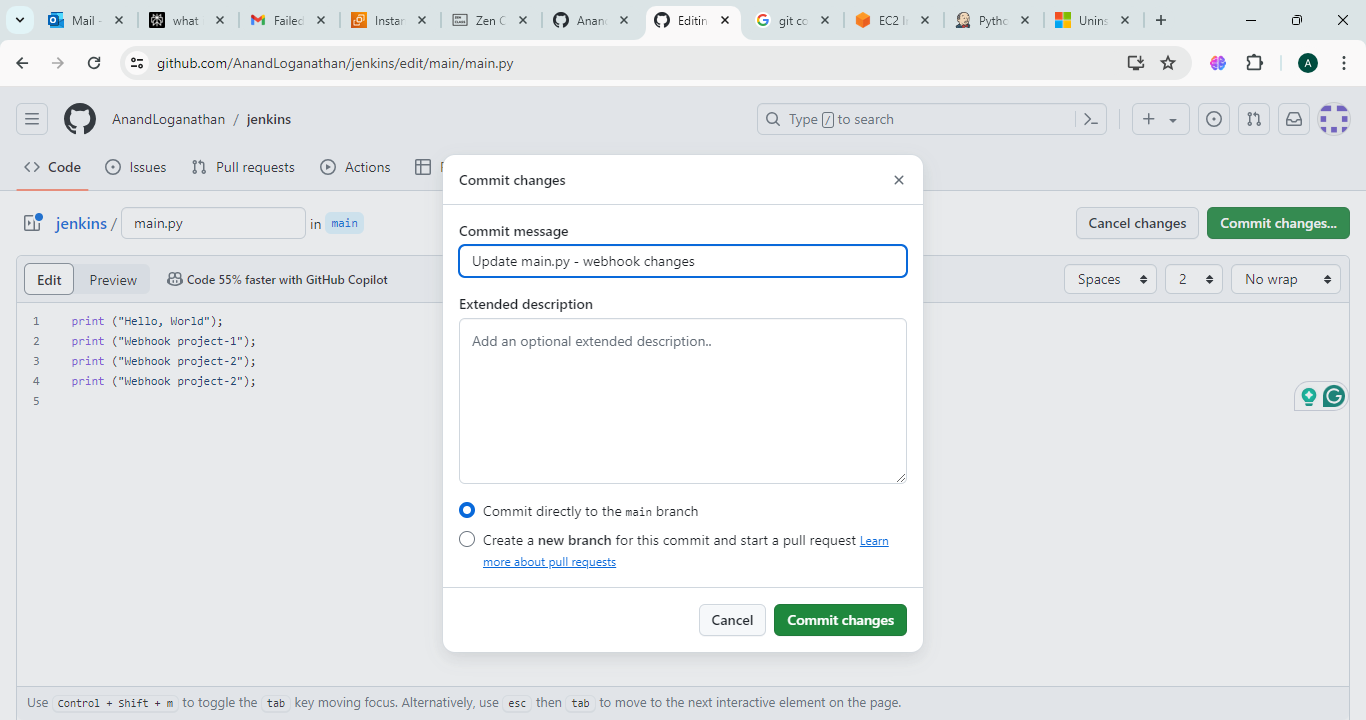 Mail -
what
Failed
Instan
Zen C
Anan
Editin
git co
EC2 I
Pytho
Unins
github.com/AnandLoganathan/jenkins/edit/main/main.py
A
AnandLoganathan / jenkins
Type / to search
Code
Issues
Pull requests
Actions
jenkins / main.py in main
Cancel changes
Commit changes...
Edit
Preview
Code 55% faster with GitHub Copilot
Spaces
2
No wrap
1 print ("Hello, World");
2 print ("Webhook project-1");
3 print ("Webhook project-2");
4 print ("Webhook project-2");
5
Commit changes
Commit message
Update main.py - webhook changes
Extended description
Add an optional extended description..
Commit directly to the main branch
Create a new branch for this commit and start a pull request Learn
more about pull requests
Cancel
Commit changes
Use Control + Shift + m to toggle the tab key moving focus. Alternatively, use esc then tab to move to the next interactive element on the page.